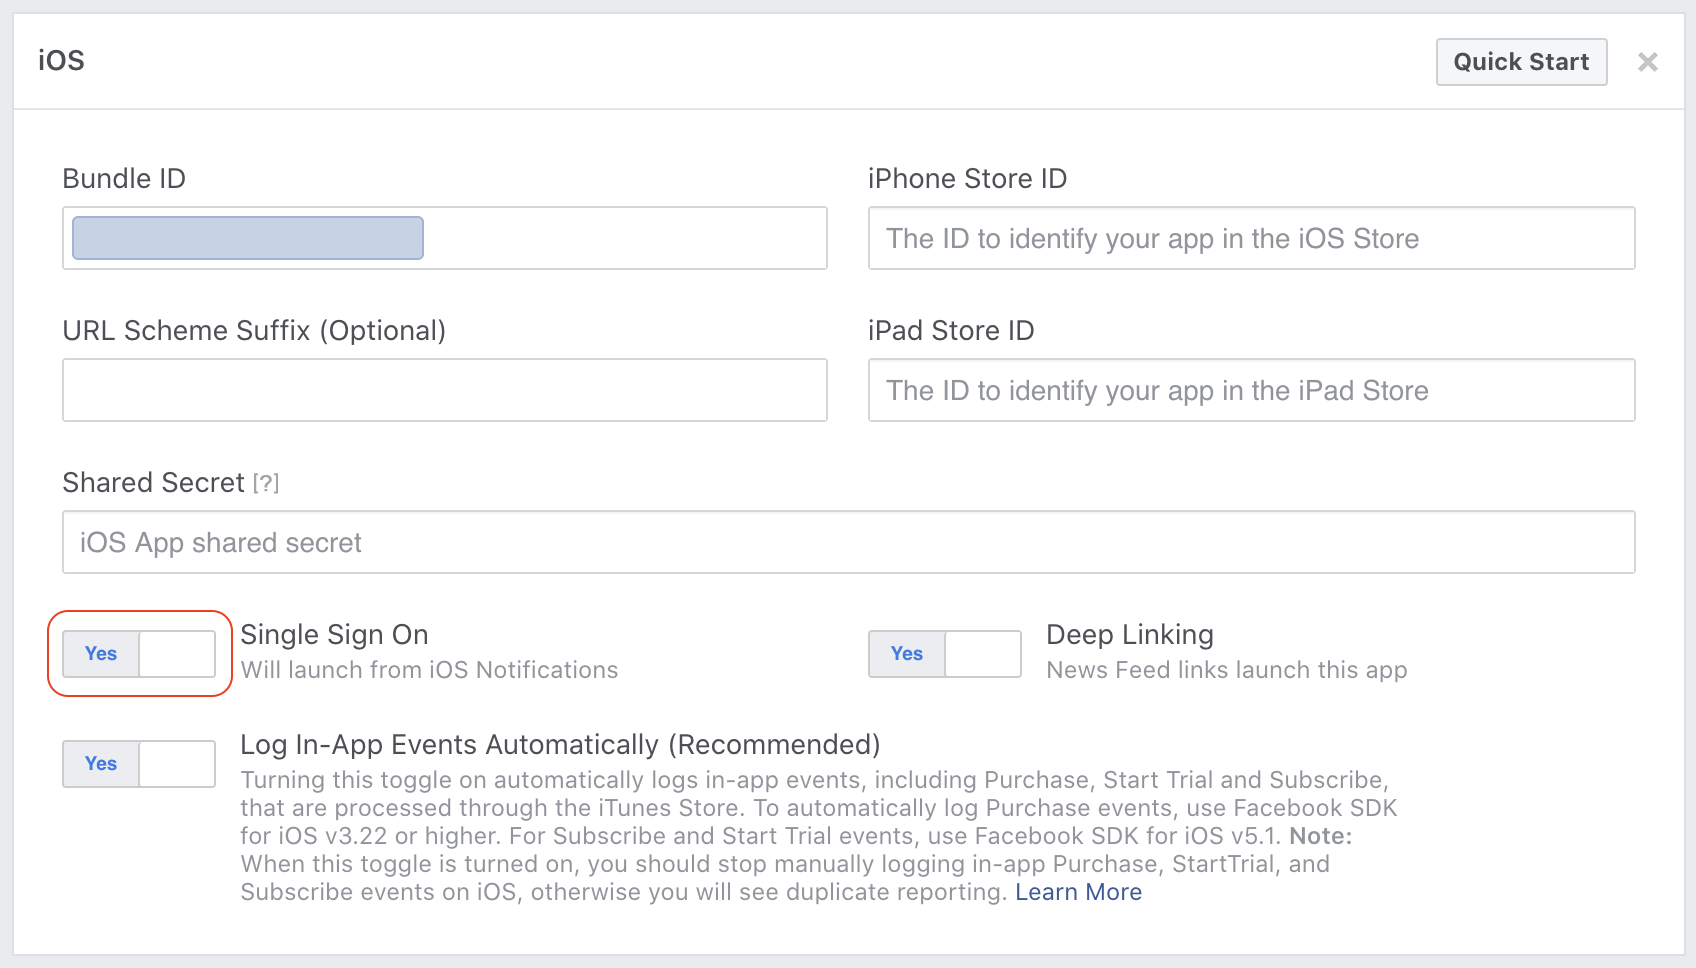 iOS
Quick Start
Bundle ID
iPhone Store ID
The ID to identify your app in the iOS Store
URL Scheme Suffix (Optional)
iPad Store ID
The ID to identify your app in the iPad Store
Shared Secret [?]
iOS App shared secret
Yes
Single Sign On
Will launch from iOS Notifications
Yes
Deep Linking
News Feed links launch this app
Yes
Log In-App Events Automatically (Recommended)
Turning this toggle on automatically logs in-app events, including Purchase, Start Trial and Subscribe,
that are processed through the iTunes Store. To automatically log Purchase events, use Facebook SDK
for iOS v3.22 or higher. For Subscribe and Start Trial events, use Facebook SDK for iOS v5.1. Note:
When this toggle is turned on, you should stop manually logging in-app Purchase, StartTrial, and
Subscribe events on iOS, otherwise you will see duplicate reporting. Learn More